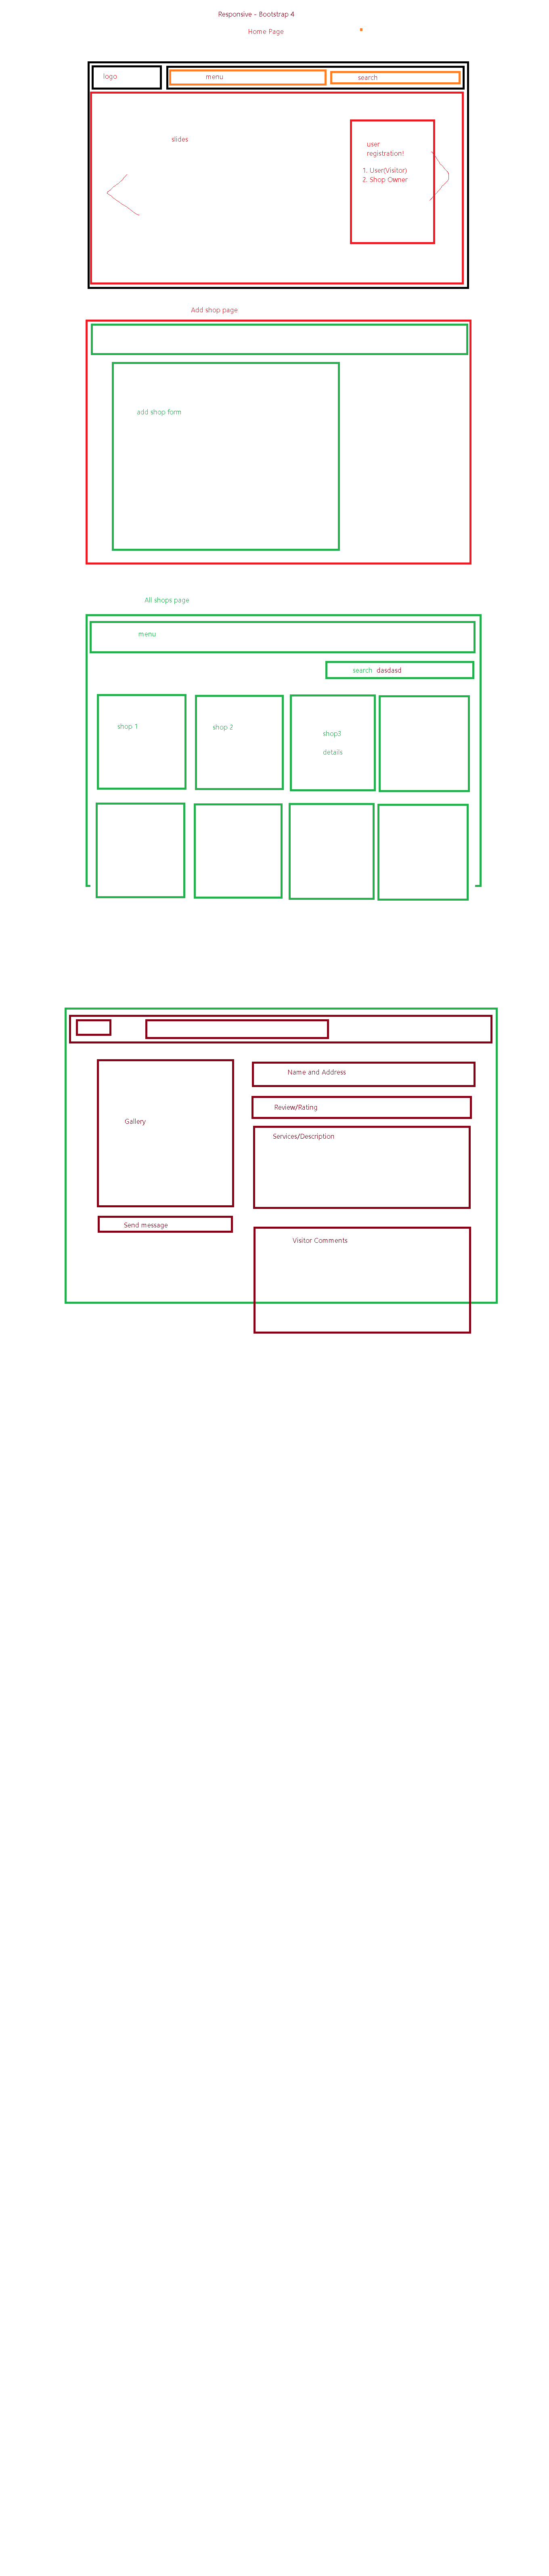 Responsive - Bootstrap 4
Home Page
logo
menu
search
slides
user
registration!
1. User(Visitor)
2. Shop Owner
Add shop page
add shop form
All shops page
menu
search dasdasd
shop 1
shop 2
shop3
details
Name and Address
Review/Rating
Gallery
Services/Description
Send message
Visitor Comments